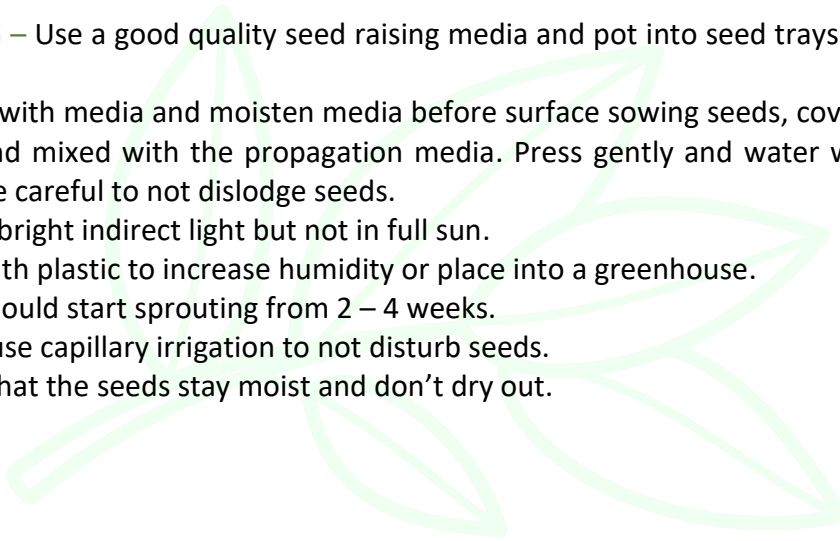 – Use a good quality seed raising media and pot into seed trays
with media and moisten media before surface sowing seeds, cov
nd mixed with the propagation media. Press gently and water w
e careful to not dislodge seeds.
bright indirect light but not in full sun.
th plastic to increase humidity or place into a greenhouse.
ould start sprouting from 2 – 4 weeks.
use capillary irrigation to not disturb seeds.
hat the seeds stay moist and don’t dry out.